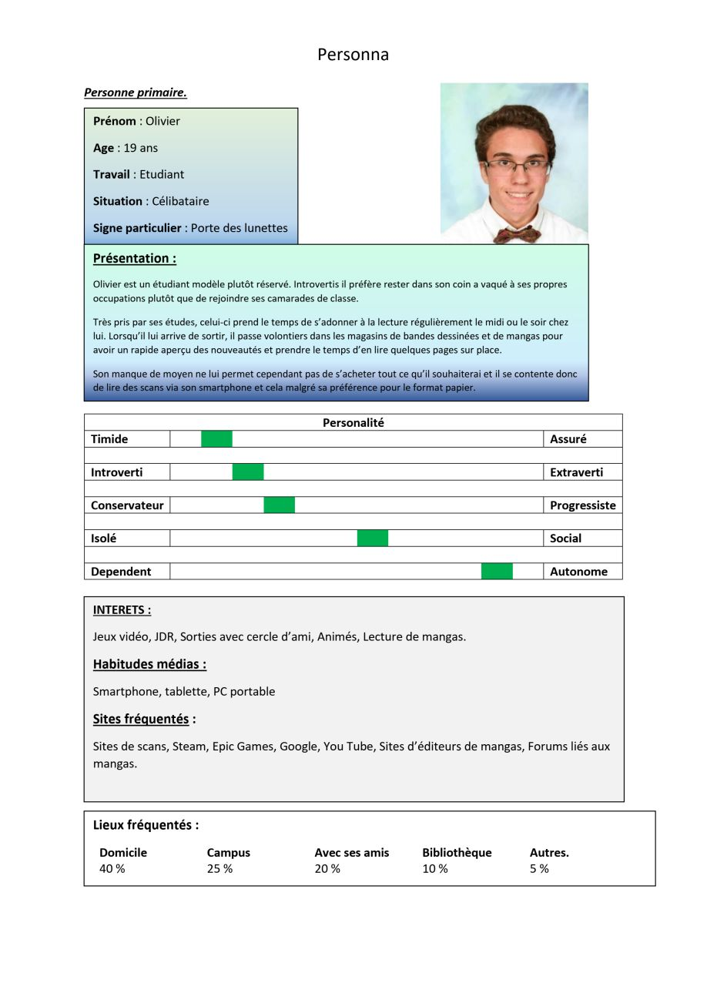 Personna
Personne primaire.
Prénom : Olivier
Age : 19 ans
Travail : Etudiant
Situation : Célibataire
Signe particulier : Porte des lunettes
Présentation :
Olivier est un étudiant modèle plutôt réservé. Introvertis il préfère rester dans son coin a vaqué à ses propres
occupations plutôt que de rejoindre ses camarades de classe.
Très pris par ses études, celui-ci prend le temps de s’adonner à la lecture régulièrement le midi ou le soir chez
lui. Lorsqu’il lui arrive de sortir, il passe volontiers dans les magasins de bandes dessinées et de mangas pour
avoir un rapide aperçu des nouveautés et prendre le temps d’en lire quelques pages sur place.
Son manque de moyen ne lui permet cependant pas de s’acheter tout ce qu’il souhaiterai et il se contente donc
de lire des scans via son smartphone et cela malgré sa préférence pour le format papier.
Personalité
Timide Assuré
Introverti Extraverti
Conservateur Progressiste
Isolé Social
Dependent Autonome
INTERETS :
Jeux vidéo, JDR, Sorties avec cercle d’ami, Animés, Lecture de mangas.
Habitudes médias :
Smartphone, tablette, PC portable
Sites fréquentés :
Sites de scans, Steam, Epic Games, Google, You Tube, Sites d’éditeurs de mangas, Forums liés aux
mangas.
Lieux fréquentés :
Domicile Campus Avec ses amis Bibliothèque Autres.
40 % 25 % 20 % 10 % 5 %